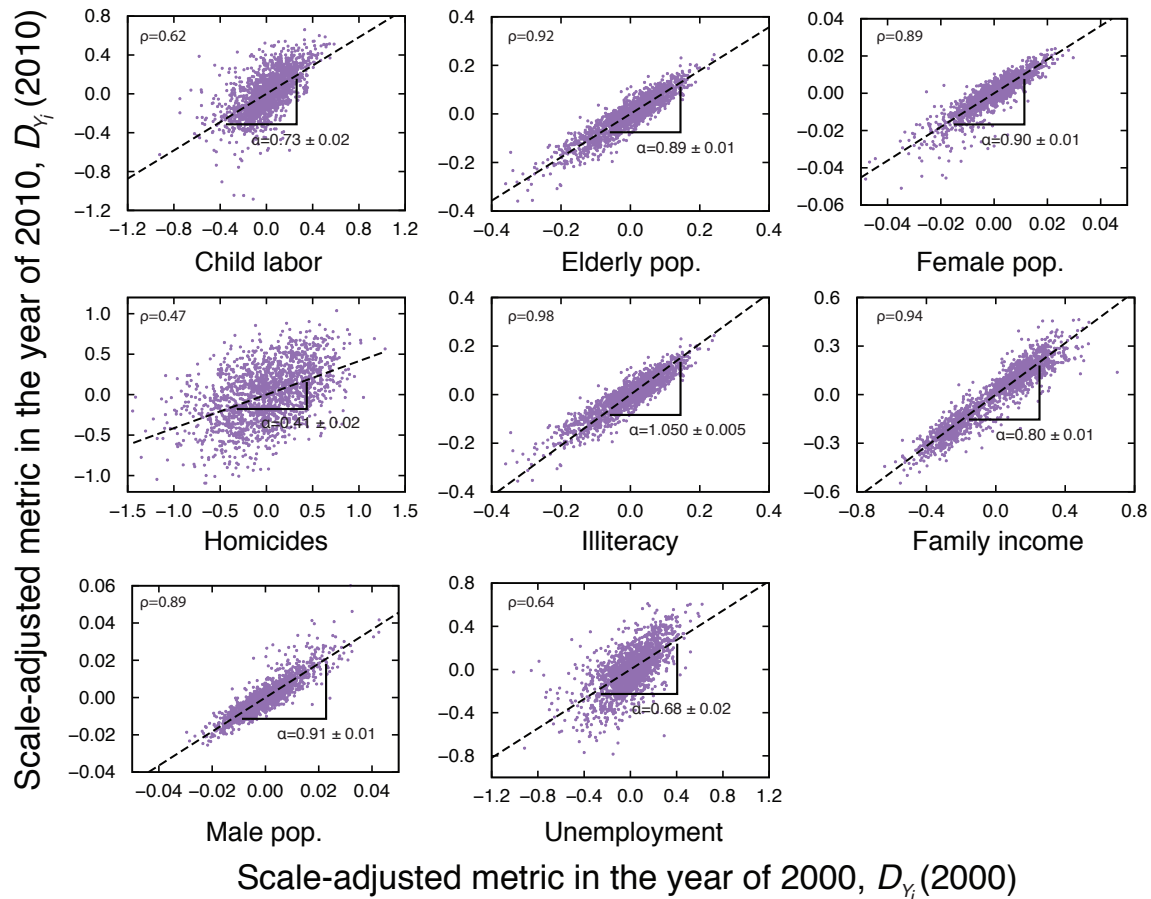 Scale-adjusted metric in the year of 2010, D_{Y_i}(2010)
ρ=0.62
α=0.73 ± 0.02
0.8
0.4
0.0
−0.4
−0.8
−1.2
−1.2 −0.8 −0.4 0.0 0.4 0.8 1.2
Child labor
ρ=0.92
α=0.89 ± 0.01
0.4
0.2
0.0
−0.2
−0.4
−0.4 −0.2 0.0 0.2 0.4
Elderly pop.
ρ=0.89
α=0.90 ± 0.01
0.04
0.02
0.00
−0.02
−0.04
−0.06
−0.04 −0.02 0.00 0.02 0.04
Female pop.
ρ=0.47
α=0.41 ± 0.02
1.0
0.5
0.0
−0.5
−1.0
−1.5 −1.0 −0.5 0.0 0.5 1.0 1.5
Homicides
ρ=0.98
α=1.050 ± 0.005
0.4
0.2
0.0
−0.2
−0.4
−0.4 −0.2 0.0 0.2 0.4
Illiteracy
ρ=0.94
α=0.80 ± 0.01
0.6
0.3
0.0
−0.3
−0.6
−0.8 −0.4 0.0 0.4 0.8
Family income
ρ=0.89
α=0.91 ± 0.01
0.06
0.04
0.02
0.00
−0.02
−0.04
−0.04 −0.02 0.00 0.02 0.04
Male pop.
ρ=0.64
α=0.68 ± 0.02
0.8
0.4
0.0
−0.4
−0.8
−1.2 −0.8 −0.4 0.0 0.4 0.8 1.2
Unemployment
Scale-adjusted metric in the year of 2000, D_{Y_i}(2000)